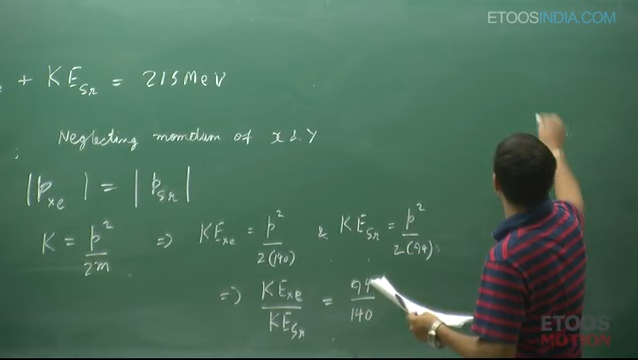 ETOOSINDIA.COM
+ KE_Sr = 215 MeV
Neglecting momentum of x & Y
|p_xe| = |p_Sr|
K = p²/2m ⇒ KE_xe = p²/2(140) & KE_Sr = p²/2(94)
⇒ KE_xe/KE_Sr = 94/140
ETOOS